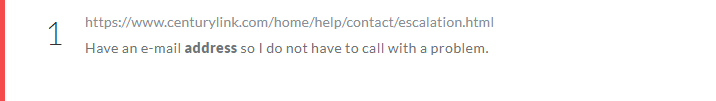 1
https://www.centurylink.com/home/help/contact/escalation.html
Have an e-mail address so I do not have to call with a problem.